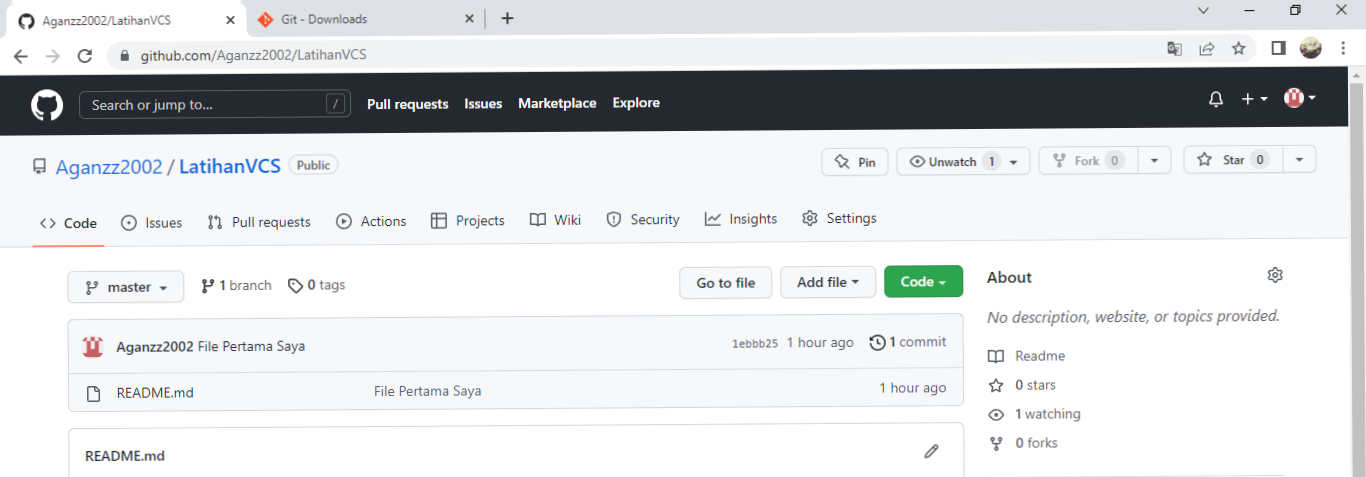 Aganzz2002/LatihanVCS
Git - Downloads
github.com/Aganzz2002/LatihanVCS
Search or jump to... /
Pull requests Issues Marketplace Explore
Aganzz2002 / LatihanVCS Public
Pin Unwatch 1 Fork 0 Star 0
Code Issues Pull requests Actions Projects Wiki Security Insights Settings
master 1 branch 0 tags Go to file Add file Code
Aganzz2002 File Pertama Saya 1ebbb25 1 hour ago 1 commit
README.md File Pertama Saya 1 hour ago
README.md
About
No description, website, or topics provided.
Readme
0 stars
1 watching
0 forks